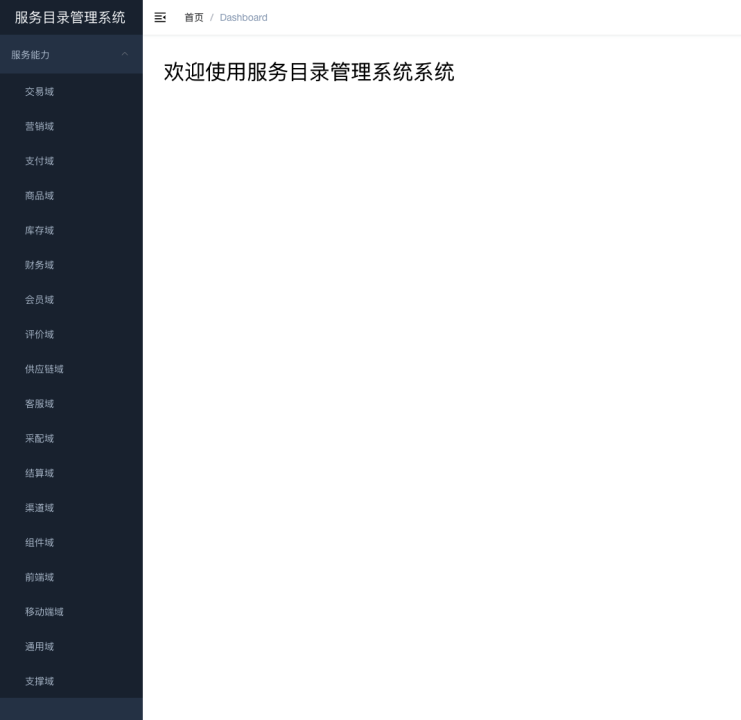 服务目录管理系统
首页 / Dashboard
服务能力
欢迎使用服务目录管理系统系统
交易域
营销域
支付域
商品域
库存域
财务域
会员域
评价域
供应链域
客服域
采配域
结算域
渠道域
组件域
前端域
移动端域
通用域
支撑域